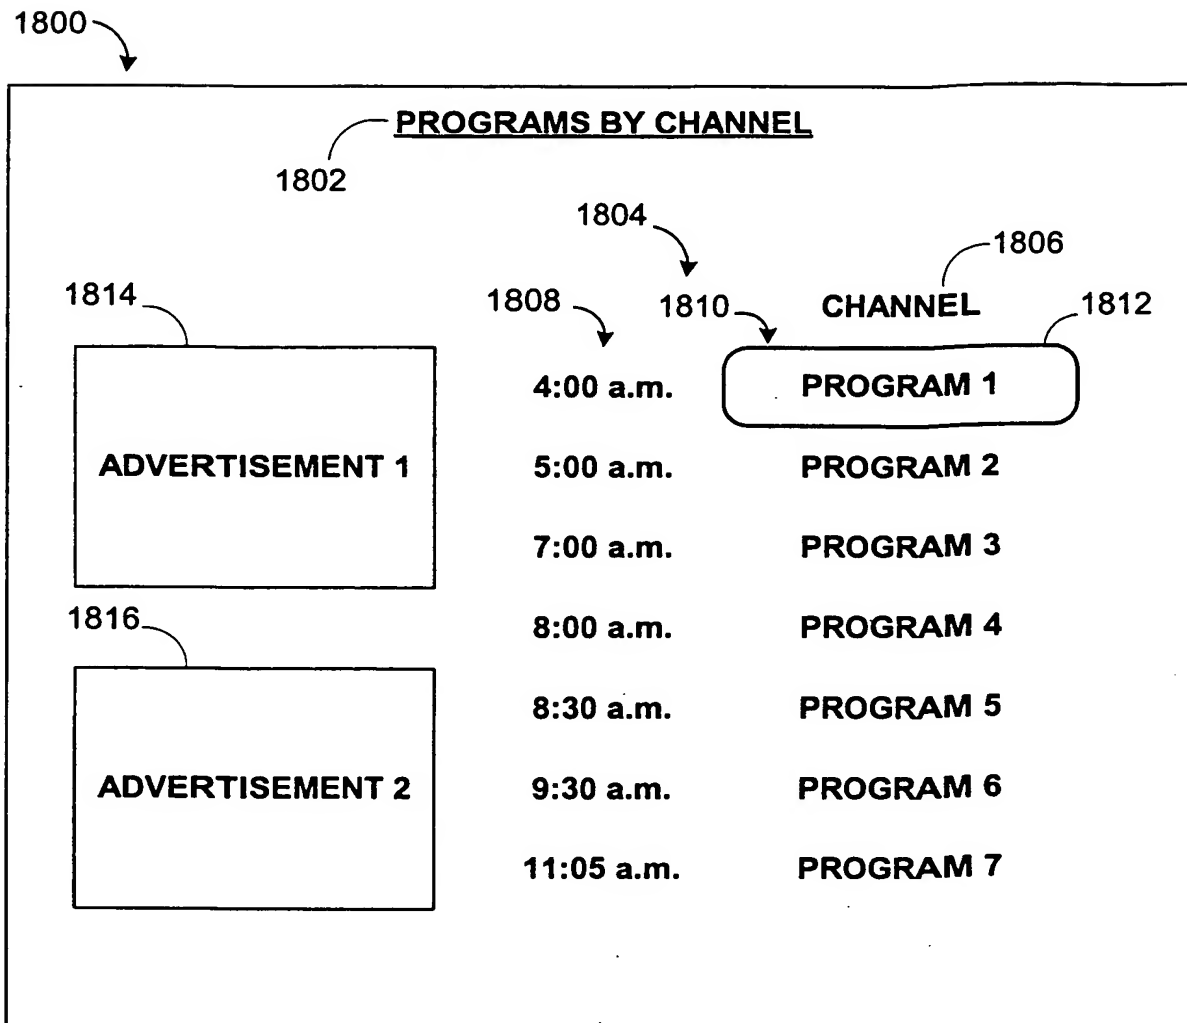 1800
PROGRAMS BY CHANNEL
1802
1804
1806
1814
1808
1810
CHANNEL
1812
4:00 a.m. PROGRAM 1
ADVERTISEMENT 1
5:00 a.m. PROGRAM 2
7:00 a.m. PROGRAM 3
1816
8:00 a.m. PROGRAM 4
8:30 a.m. PROGRAM 5
ADVERTISEMENT 2
9:30 a.m. PROGRAM 6
11:05 a.m. PROGRAM 7